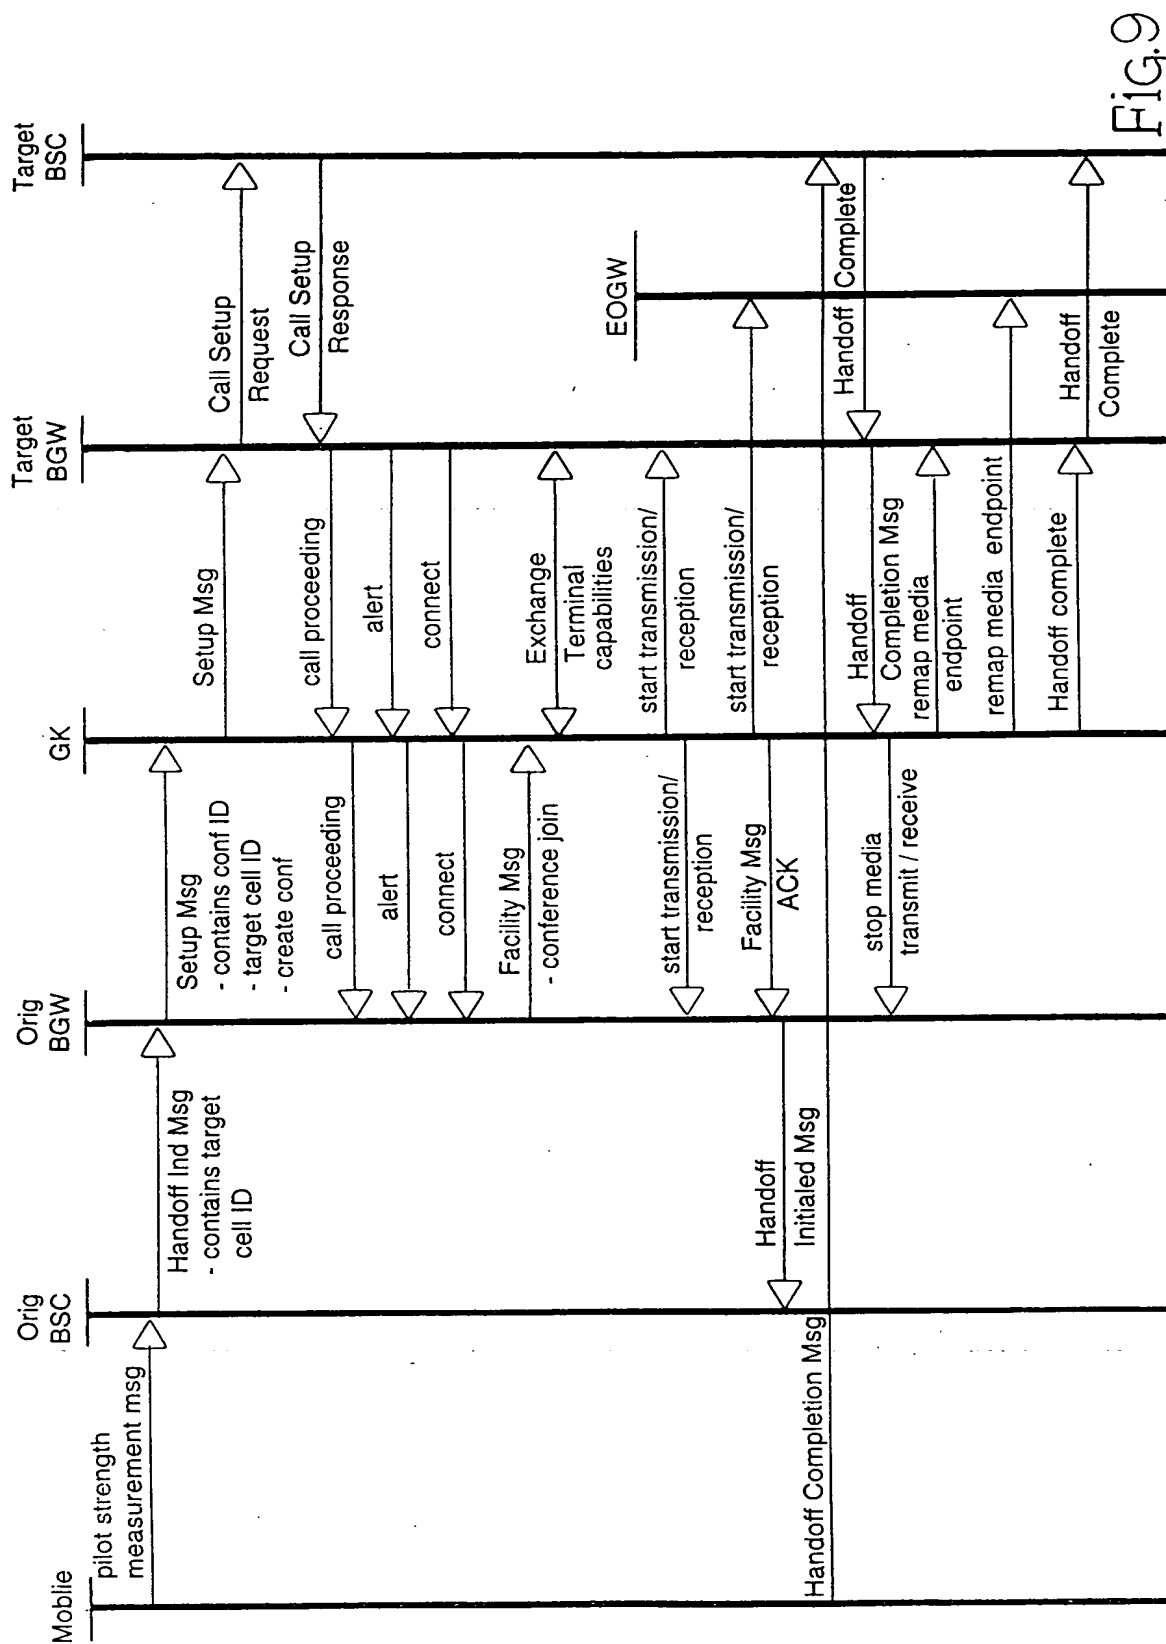 Moblie
Orig
BSC
Orig
BGW
GK
Target
BGW
Target
BSC
pilot strength
measurement msg
Handoff Ind Msg
- contains target
cell ID
Setup Msg
- contains conf ID
- target cell ID
- create conf
Setup Msg
Call Setup
Request
Call Setup
Response
call proceeding
call proceeding
alert
alert
connect
connect
Facility Msg
- conference join
Exchange
Terminal
capabilities
EOGW
start transmission/
reception
start transmission/
reception
start transmission/
reception
Facility Msg
ACK
Handoff
Initialed Msg
Handoff Completion Msg
Handoff Complete
Handoff
Completion Msg
stop media
transmit / receive
remap media
endpoint
remap media endpoint
Handoff complete
Handoff
Complete
FIG.9